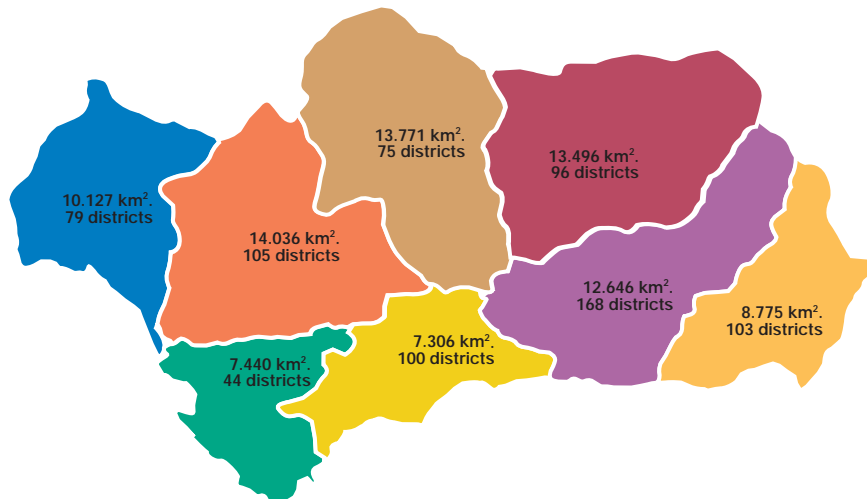 13.771 km².
75 districts
13.496 km².
96 districts
10.127 km².
79 districts
14.036 km².
105 districts
12.646 km².
168 districts
8.775 km².
103 districts
7.306 km².
100 districts
7.440 km².
44 districts